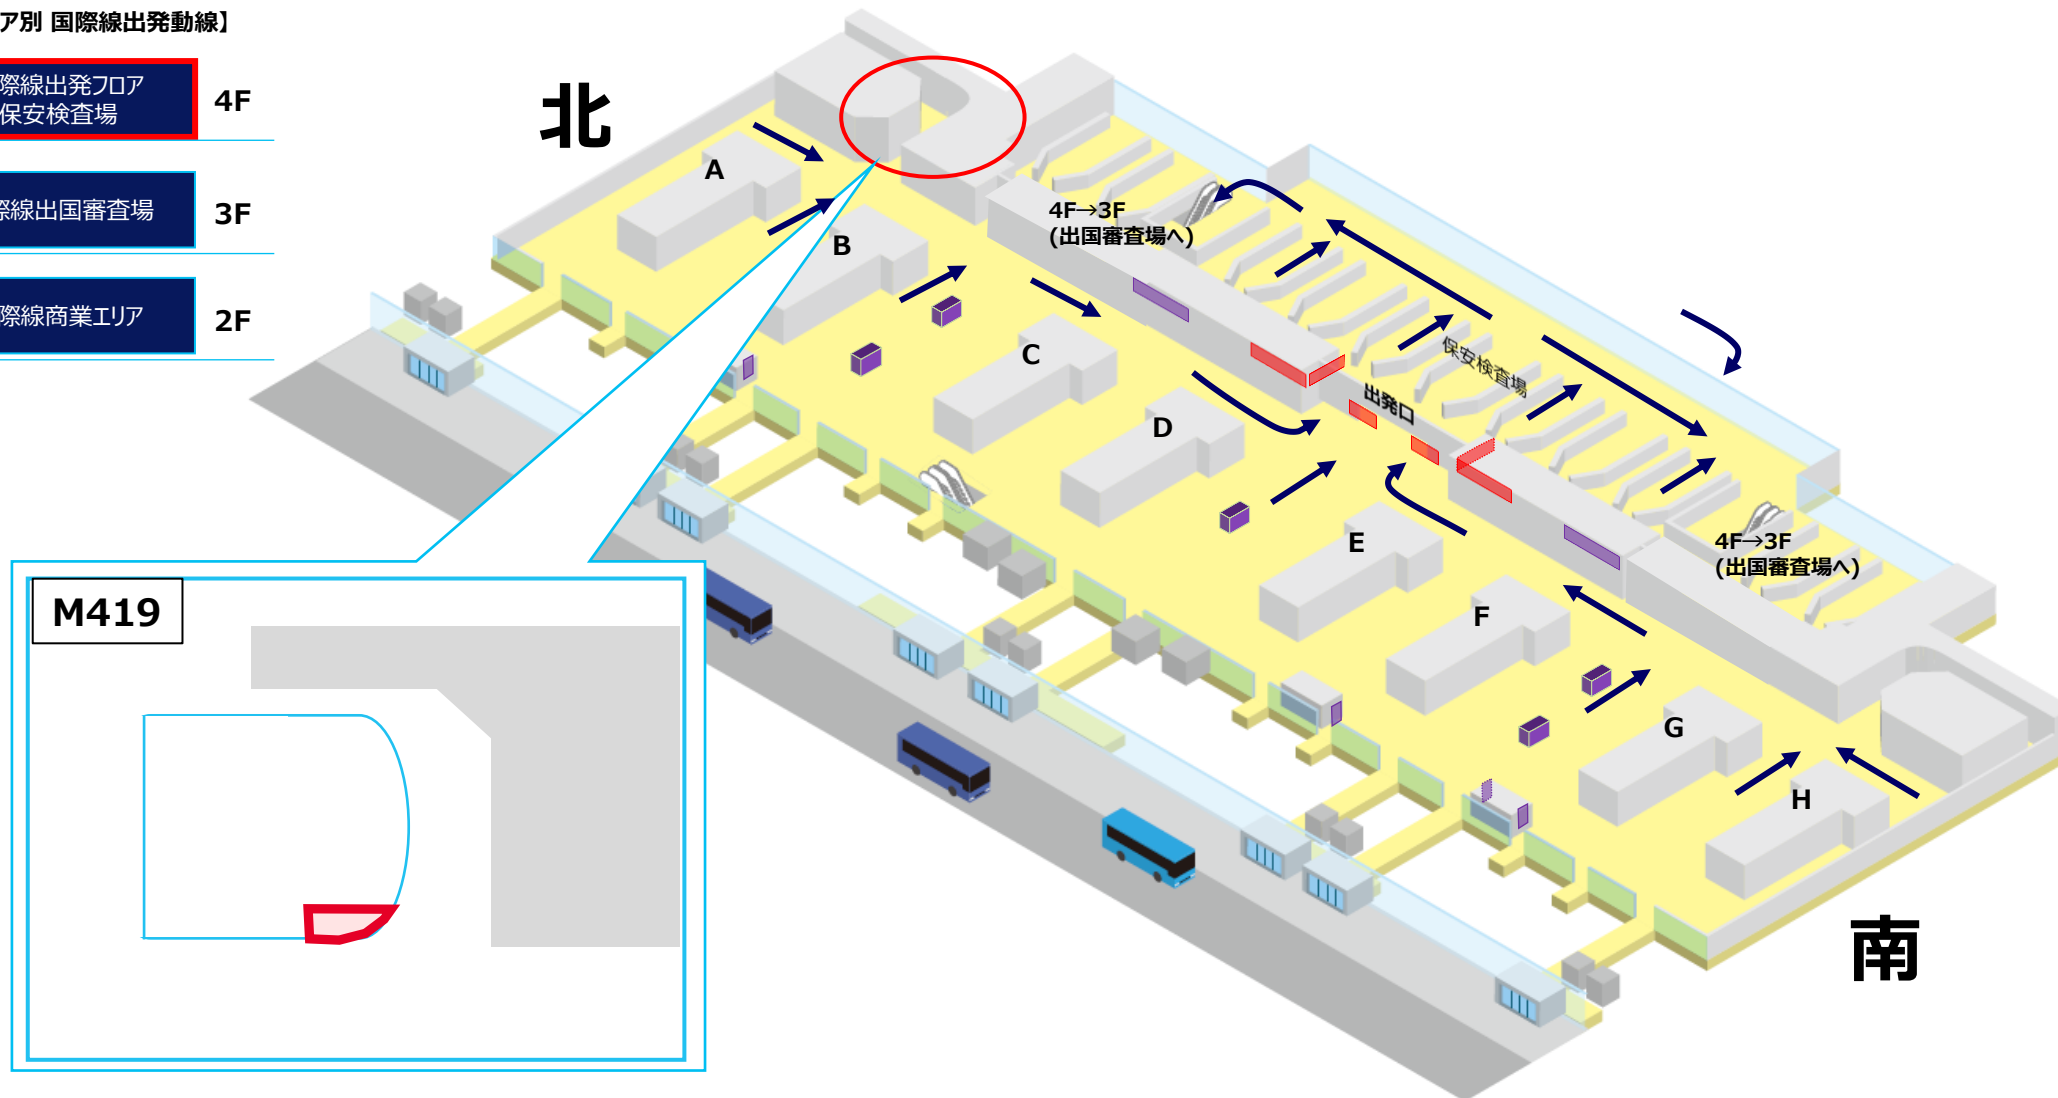 ア別 国際線出発動線】
際線出発フロア
保安検査場
4F
際線出国審査場
3F
際線商業エリア
2F
北
A
B
C
D
E
F
G
H
4F→3F
(出国審査場へ)
保安検査場
出発口
4F→3F
(出国審査場へ)
南
M419